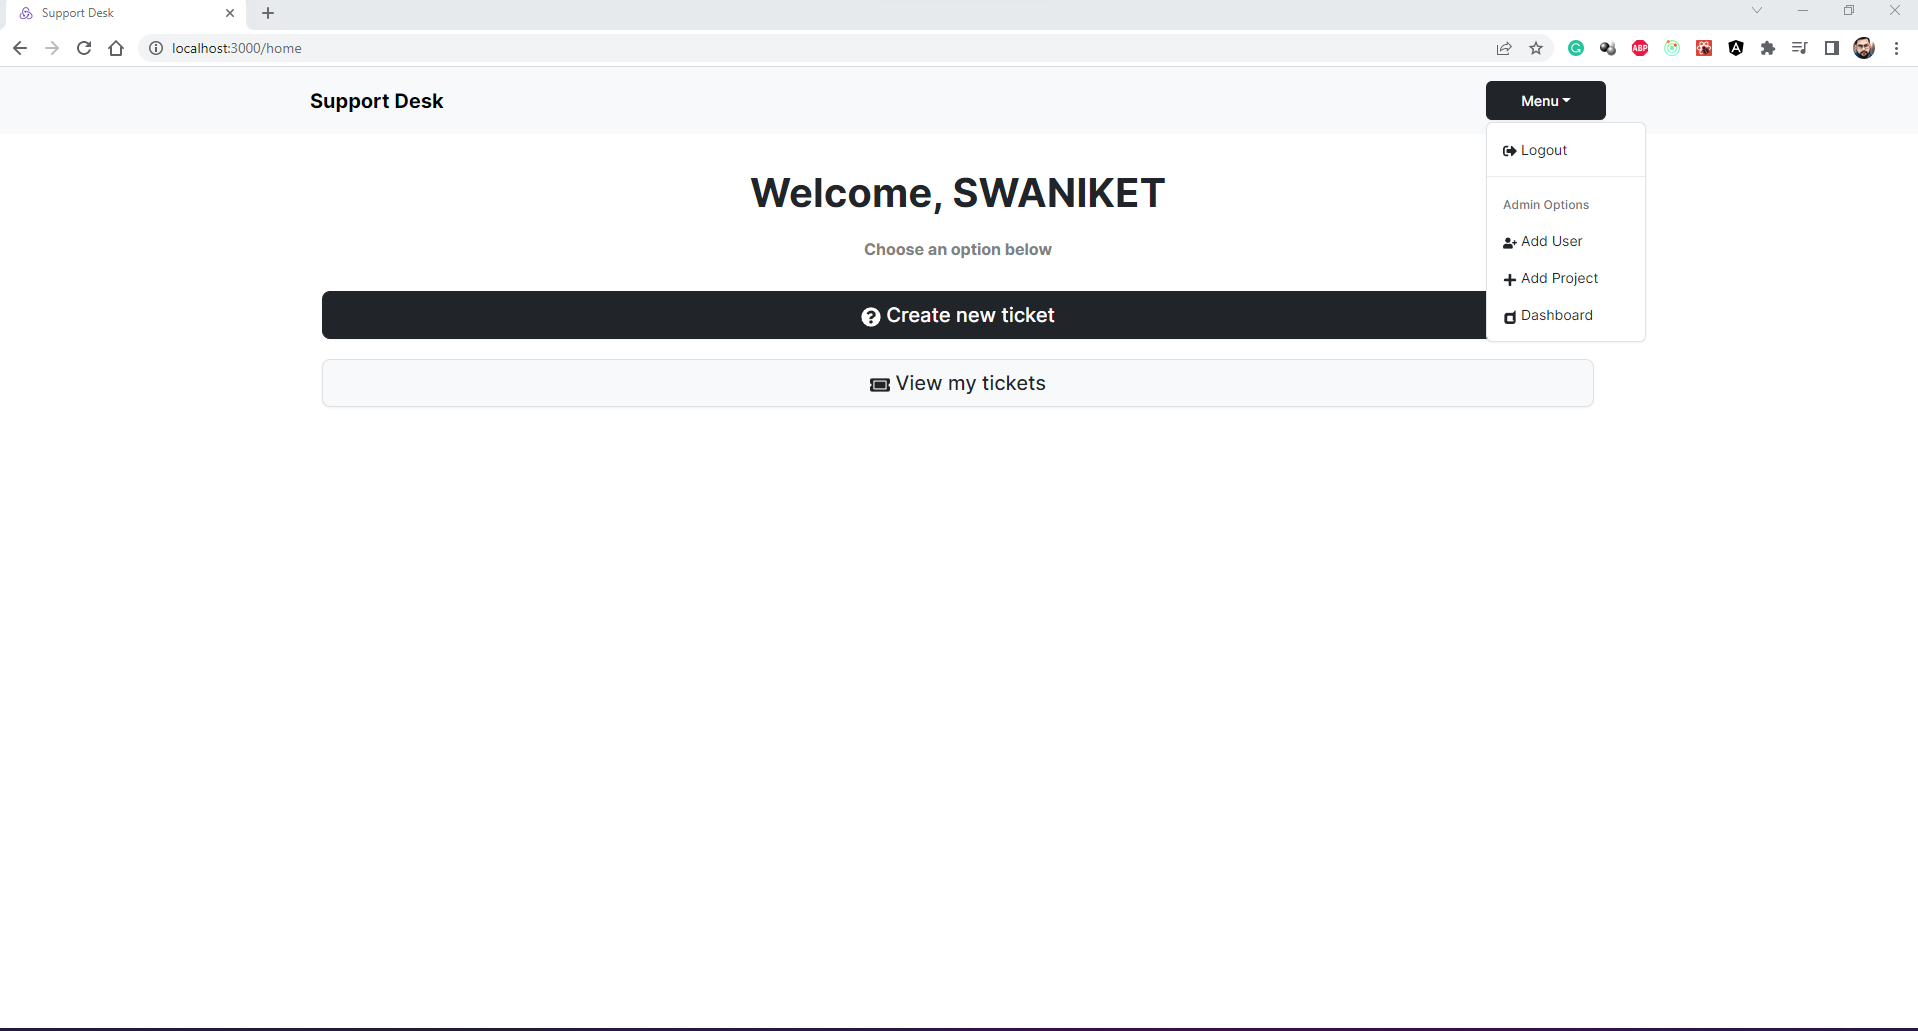 Support Desk
localhost:3000/home
ABP
Support Desk
Menu
Logout
Welcome, SWANIKET
Admin Options
Choose an option below
Add User
Add Project
Create new ticket
Dashboard
View my tickets